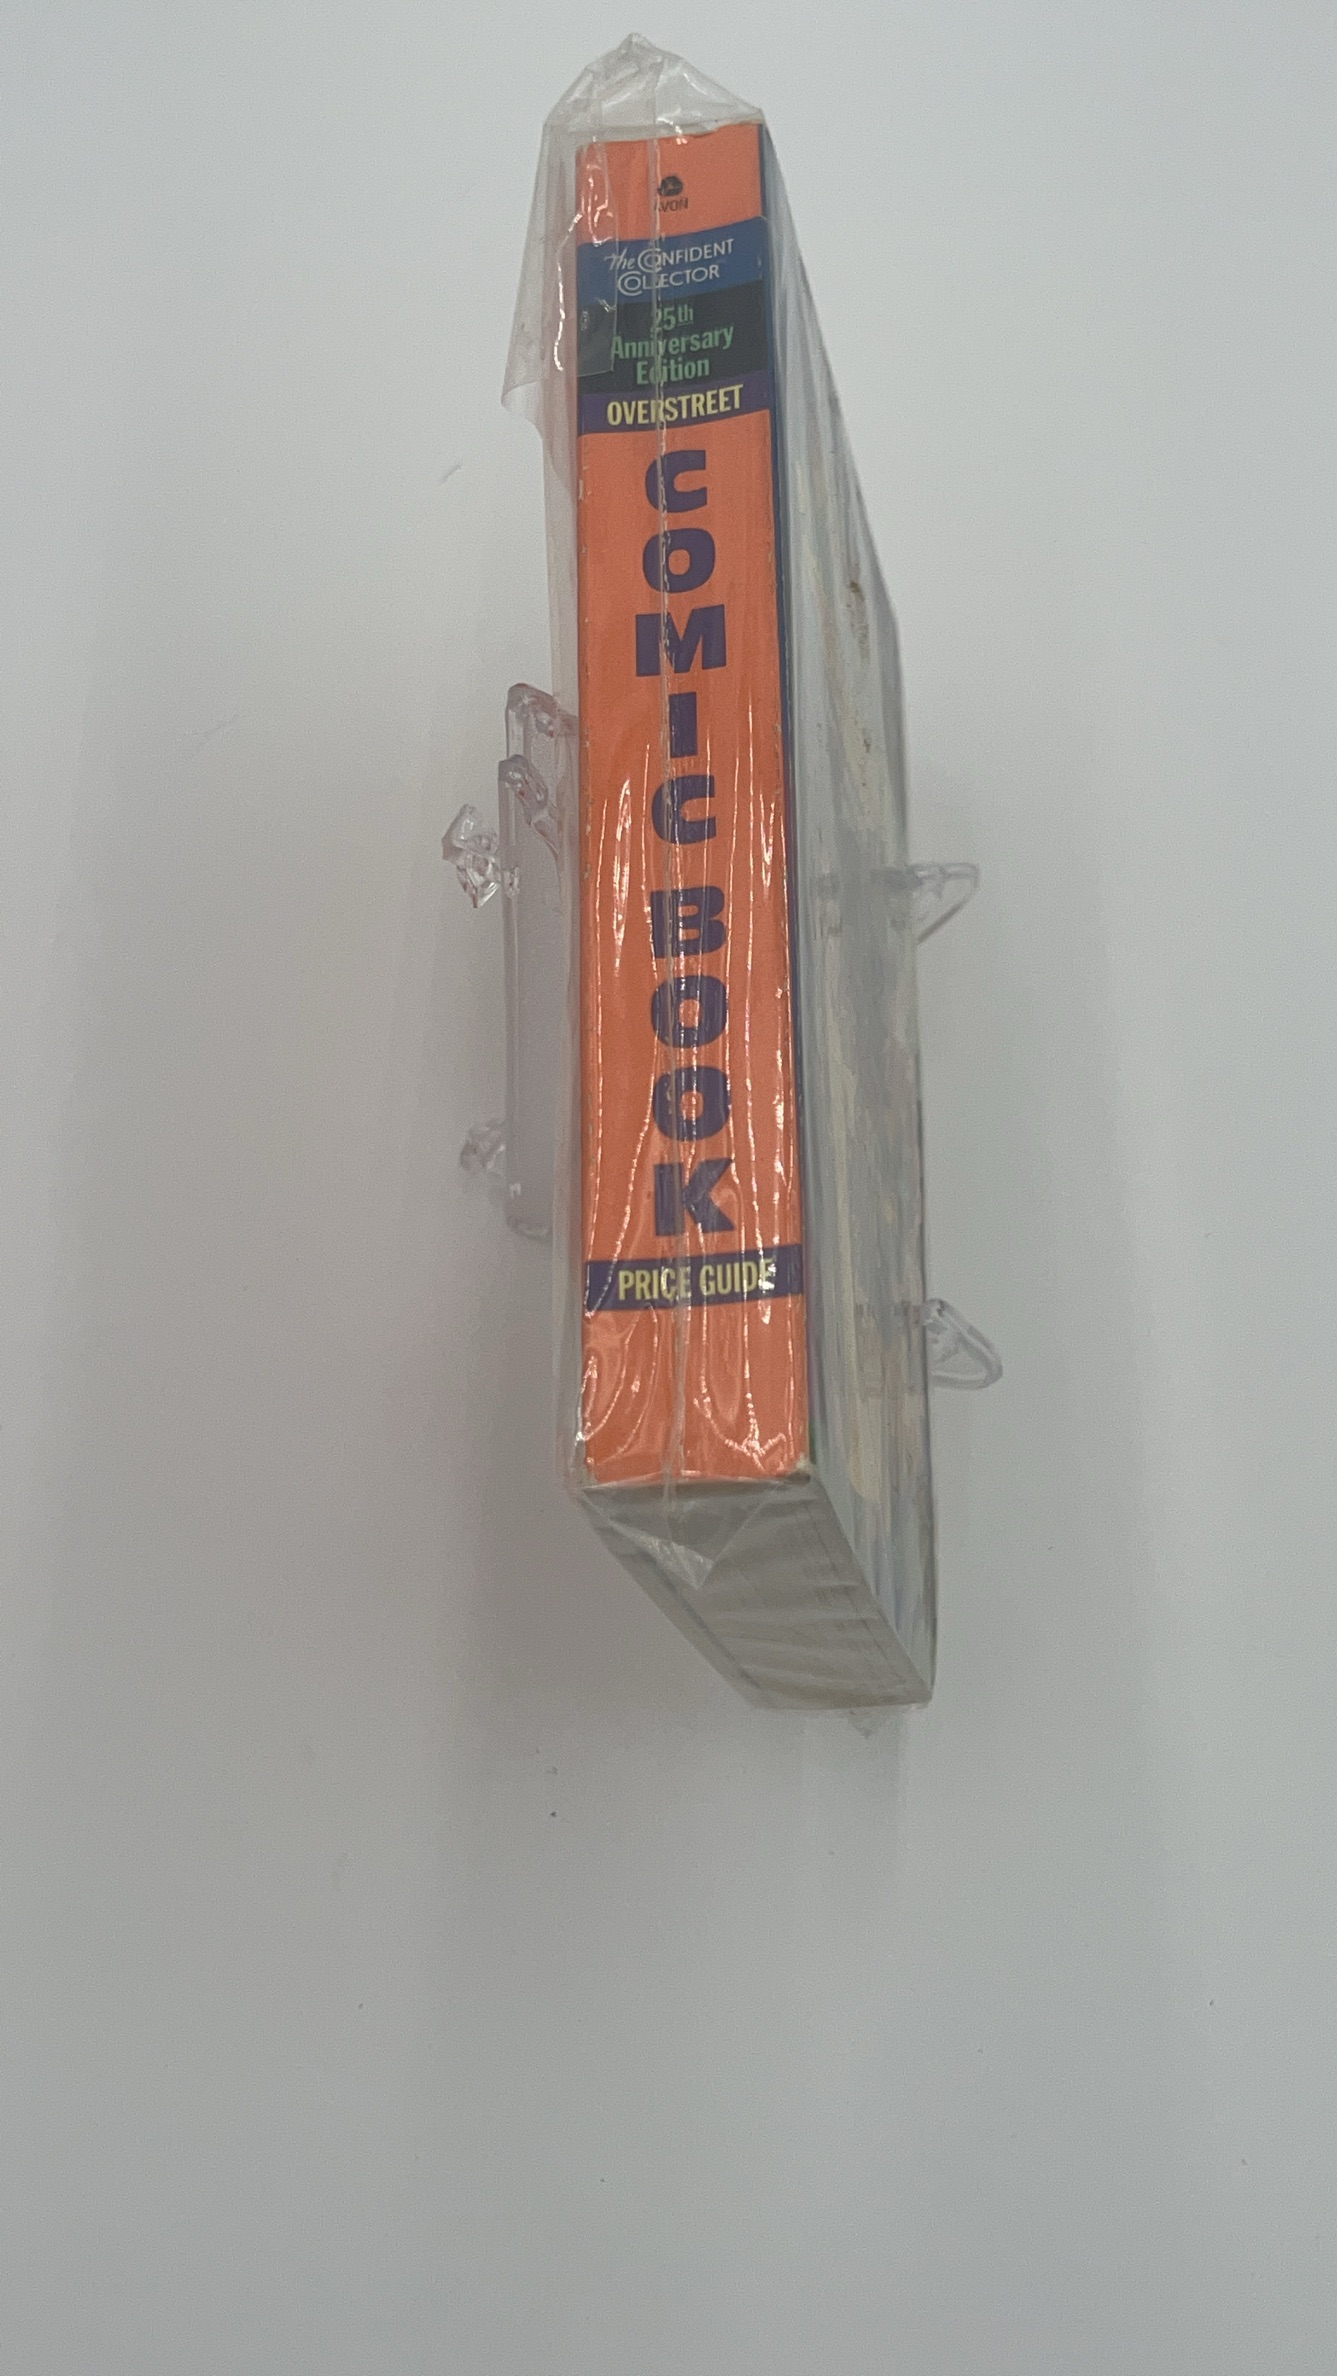 AVON
The CONFIDENT
COLLECTOR
25th
Anniversary
Edition
OVERSTREET
COMIC
BOOK
PRICE GUIDE